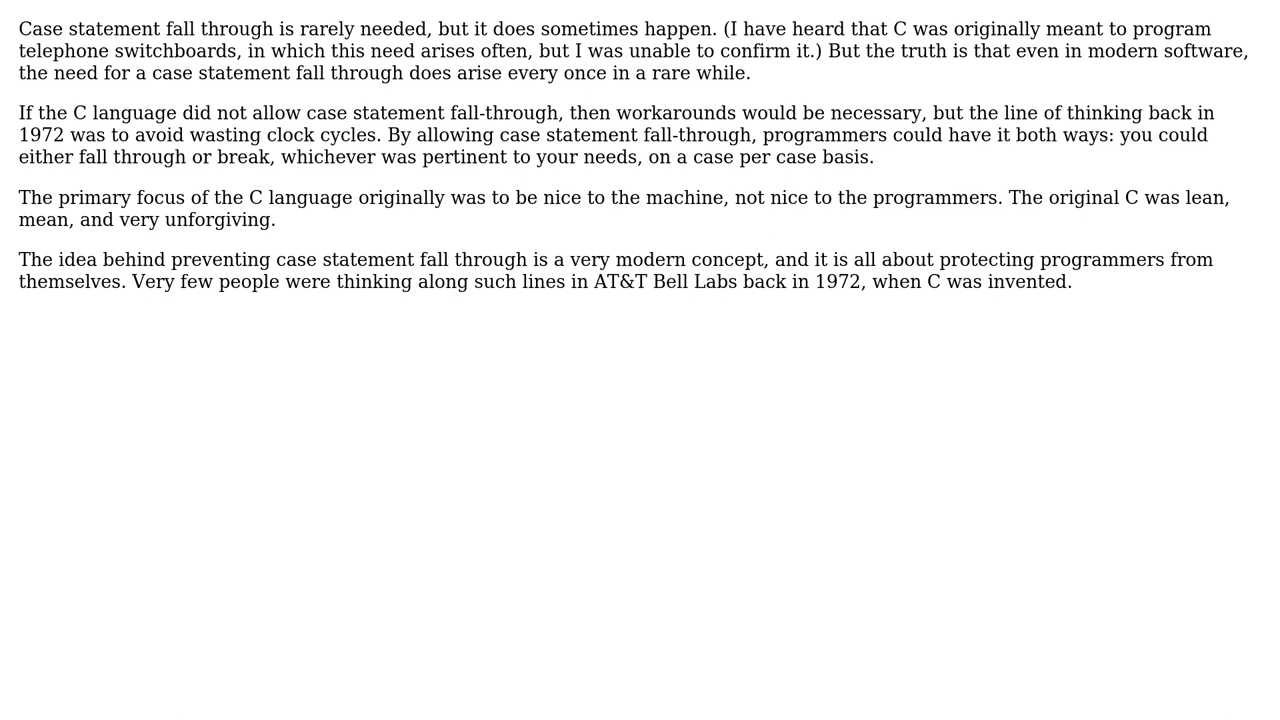 Case statement fall through is rarely needed, but it does sometimes happen. (I have heard that C was originally meant to program
telephone switchboards, in which this need arises often, but I was unable to confirm it.) But the truth is that even in modern software,
the need for a case statement fall through does arise every once in a rare while.
If the C language did not allow case statement fall-through, then workarounds would be necessary, but the line of thinking back in
1972 was to avoid wasting clock cycles. By allowing case statement fall-through, programmers could have it both ways: you could
either fall through or break, whichever was pertinent to your needs, on a case per case basis.
The primary focus of the C language originally was to be nice to the machine, not nice to the programmers. The original C was lean,
mean, and very unforgiving.
The idea behind preventing case statement fall through is a very modern concept, and it is all about protecting programmers from
themselves. Very few people were thinking along such lines in AT&T Bell Labs back in 1972, when C was invented.